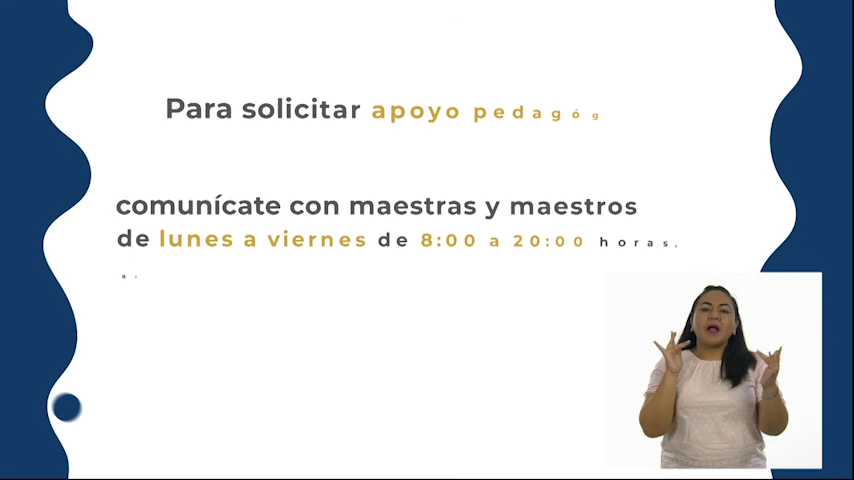 Para solicitar apoyo pedagóg
comunícate con maestras y maestros
de lunes a viernes de 8:00 a 20:00 horas,